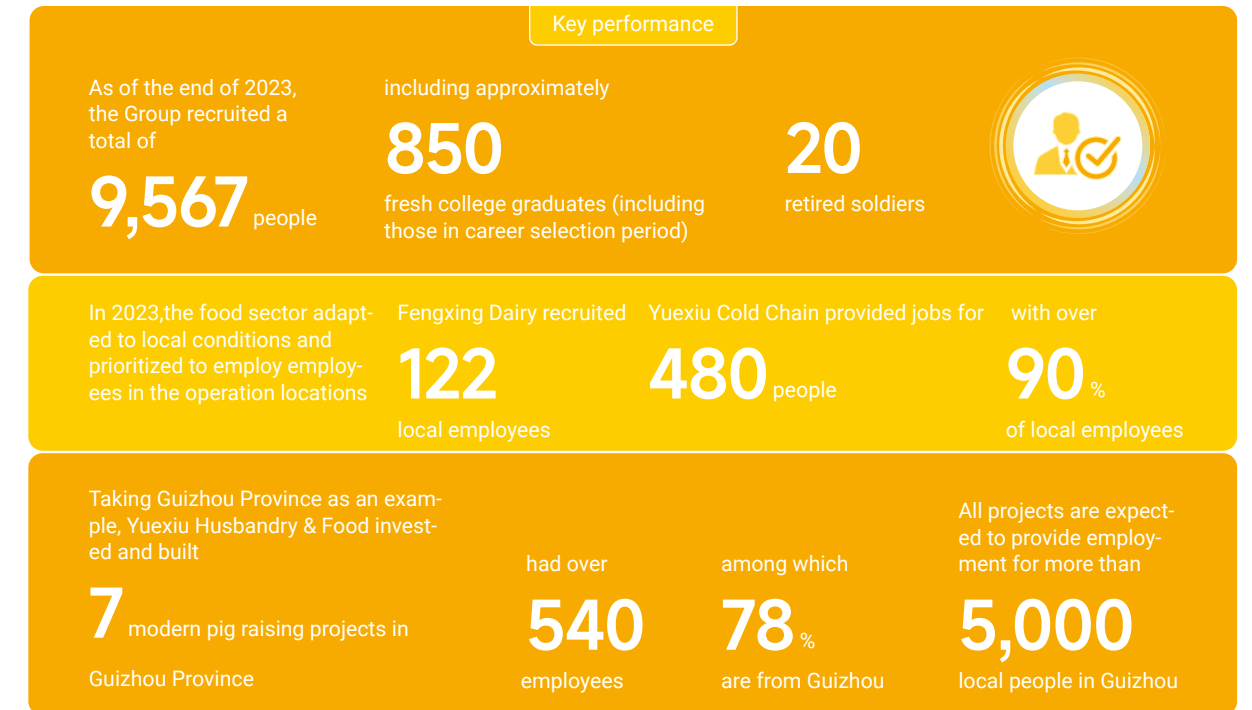 Key performance
As of the end of 2023,
the Group recruited a
total of
9,567 people
including approximately
850
fresh college graduates (including
those in career selection period)
20
retired soldiers
In 2023,the food sector adapt-
ed to local conditions and
prioritized to employ employ-
ees in the operation locations
Fengxing Dairy recruited
122
local employees
Yuexiu Cold Chain provided jobs for
480 people
with over
90 %
of local employees
Taking Guizhou Province as an exam-
ple, Yuexiu Husbandry & Food invest-
ed and built
7 modern pig raising projects in
Guizhou Province
had over
540
employees
among which
78 %
are from Guizhou
All projects are expect-
ed to provide employ-
ment for more than
5,000
local people in Guizhou